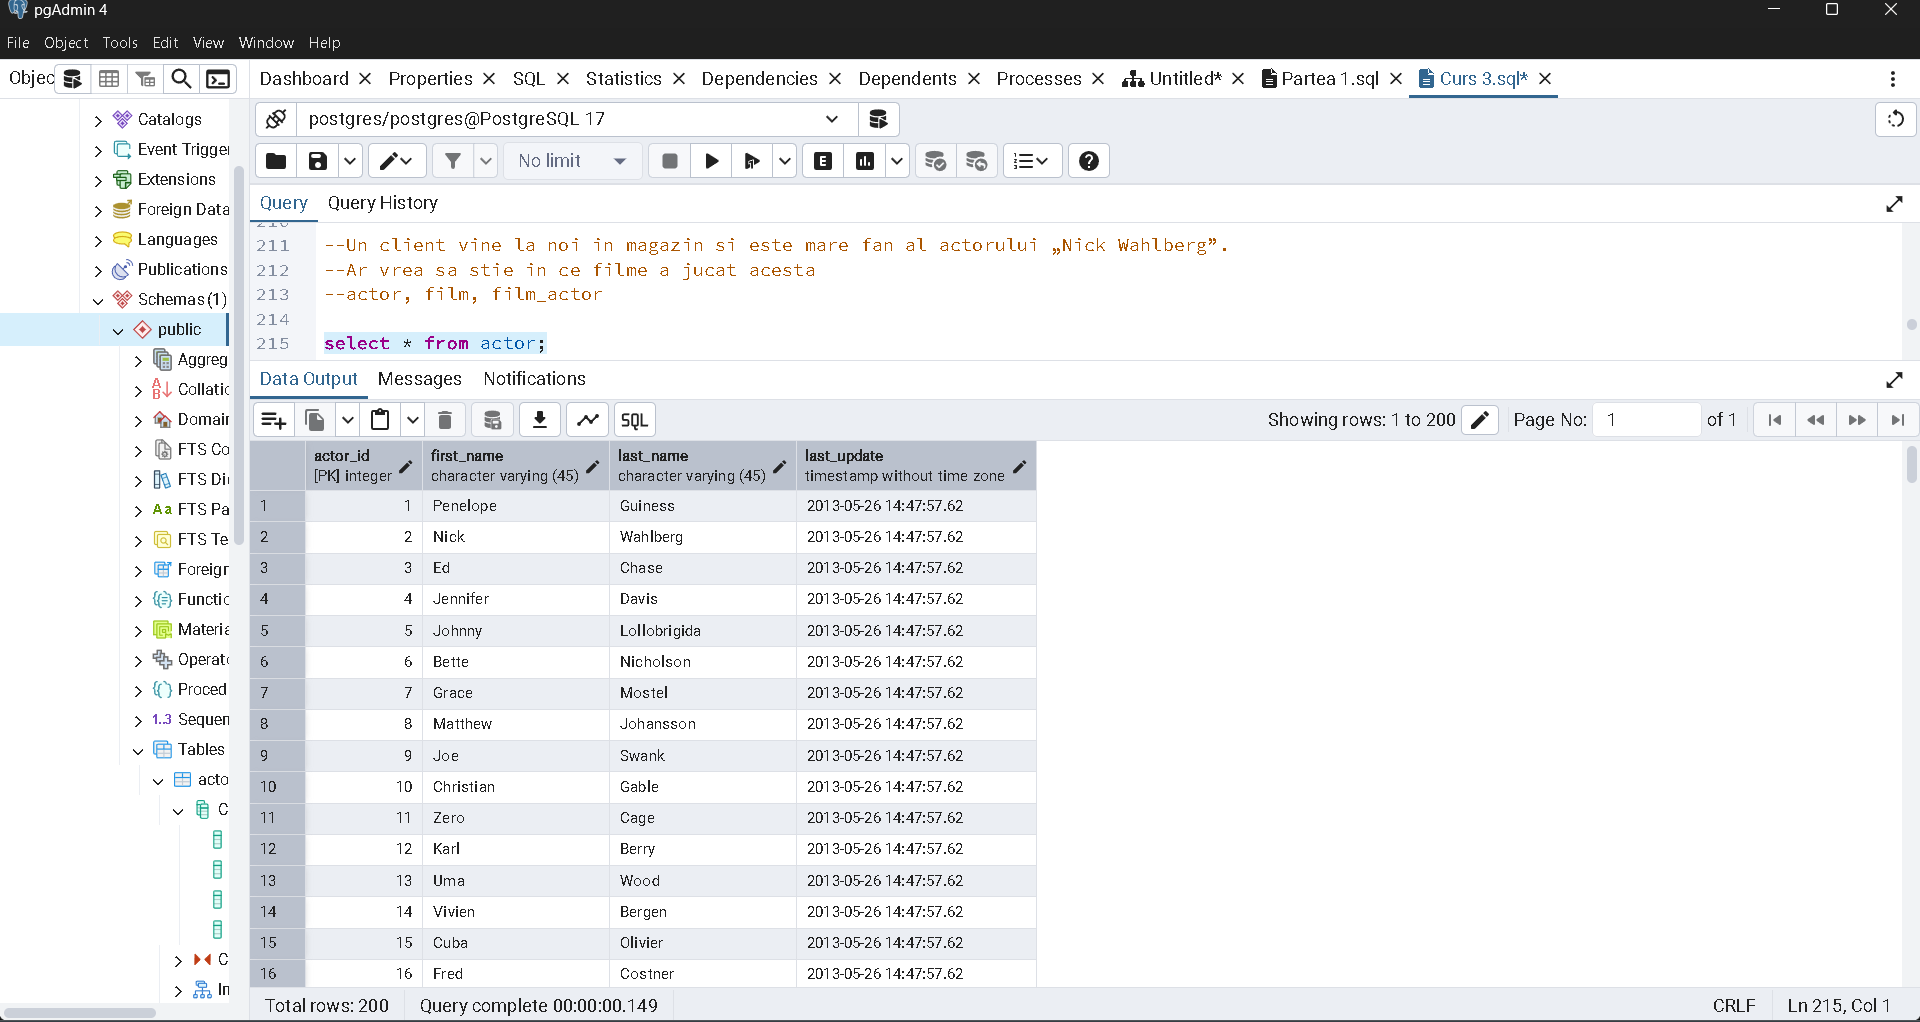 pgAdmin 4
File Object Tools Edit View Window Help
Objec
Dashboard Properties SQL Statistics Dependencies Dependents Processes Untitled* Partea 1.sql Curs 3.sql*
Catalogs
Event Trigge
Extensions
Foreign Data
Languages
Publications
Schemas (1)
public
Aggreg
Collatic
Domair
FTS Co
FTS Di
FTS Pa
FTS Te
Foreigr
Functic
Materia
Operato
Proced
1..3 Sequen
Tables
acto
C
C
In
postgres/postgres@PostgreSQL 17
No limit
Query Query History
210
211 --Un client vine la noi in magazin si este mare fan al actorului „Nick Wahlberg”.
212 --Ar vrea sa stie in ce filme a jucat acesta
213 --actor, film, film_actor
214
215 select * from actor;
Data Output Messages Notifications
SQL
Showing rows: 1 to 200 Page No: 1 of 1
actor_id first_name last_name last_update
[PK] integer character varying (45) character varying (45) timestamp without time zone
1 1 Penelope Guiness 2013-05-26 14:47:57.62
2 2 Nick Wahlberg 2013-05-26 14:47:57.62
3 3 Ed Chase 2013-05-26 14:47:57.62
4 4 Jennifer Davis 2013-05-26 14:47:57.62
5 5 Johnny Lollobrigida 2013-05-26 14:47:57.62
6 6 Bette Nicholson 2013-05-26 14:47:57.62
7 7 Grace Mostel 2013-05-26 14:47:57.62
8 8 Matthew Johansson 2013-05-26 14:47:57.62
9 9 Joe Swank 2013-05-26 14:47:57.62
10 10 Christian Gable 2013-05-26 14:47:57.62
11 11 Zero Cage 2013-05-26 14:47:57.62
12 12 Karl Berry 2013-05-26 14:47:57.62
13 13 Uma Wood 2013-05-26 14:47:57.62
14 14 Vivien Bergen 2013-05-26 14:47:57.62
15 15 Cuba Olivier 2013-05-26 14:47:57.62
16 16 Fred Costner 2013-05-26 14:47:57.62
Total rows: 200 Query complete 00:00:00.149 CRLF Ln 215, Col 1